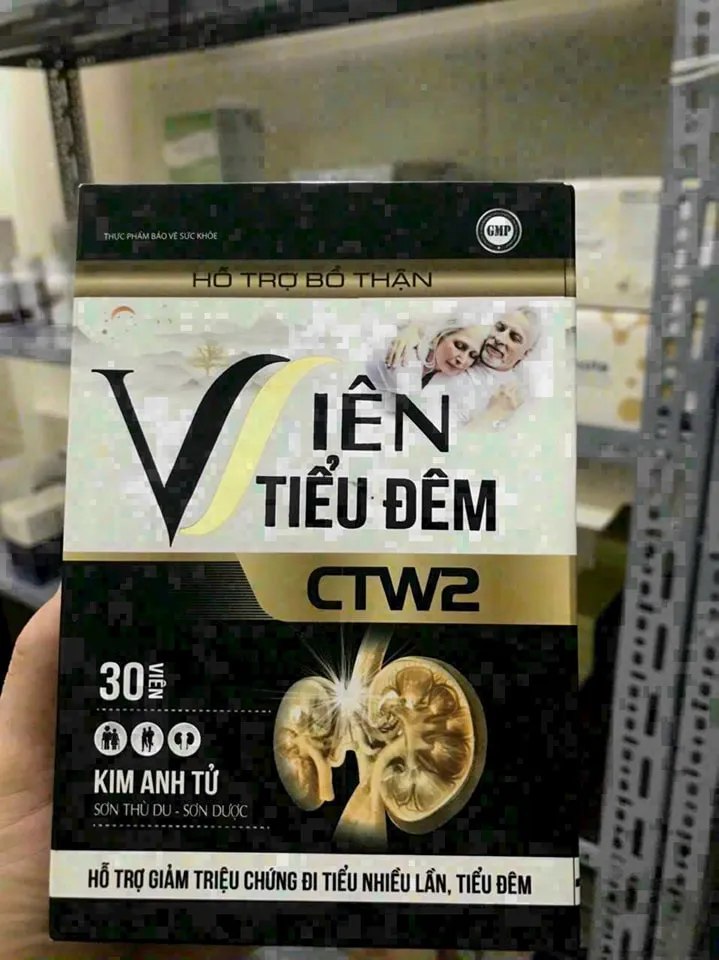 THỰC PHẨM BẢO VỆ SỨC KHỎE
GMP
HỖ TRỢ BỔ THẬN
VIÊN
TIỂU ĐÊM
CTW2
30 VIÊN
KIM ANH TỬ
SƠN THÙ DU - SƠN DƯỢC
HỖ TRỢ GIẢM TRIỆU CHỨNG ĐI TIỂU NHIỀU LẦN, TIỂU ĐÊM